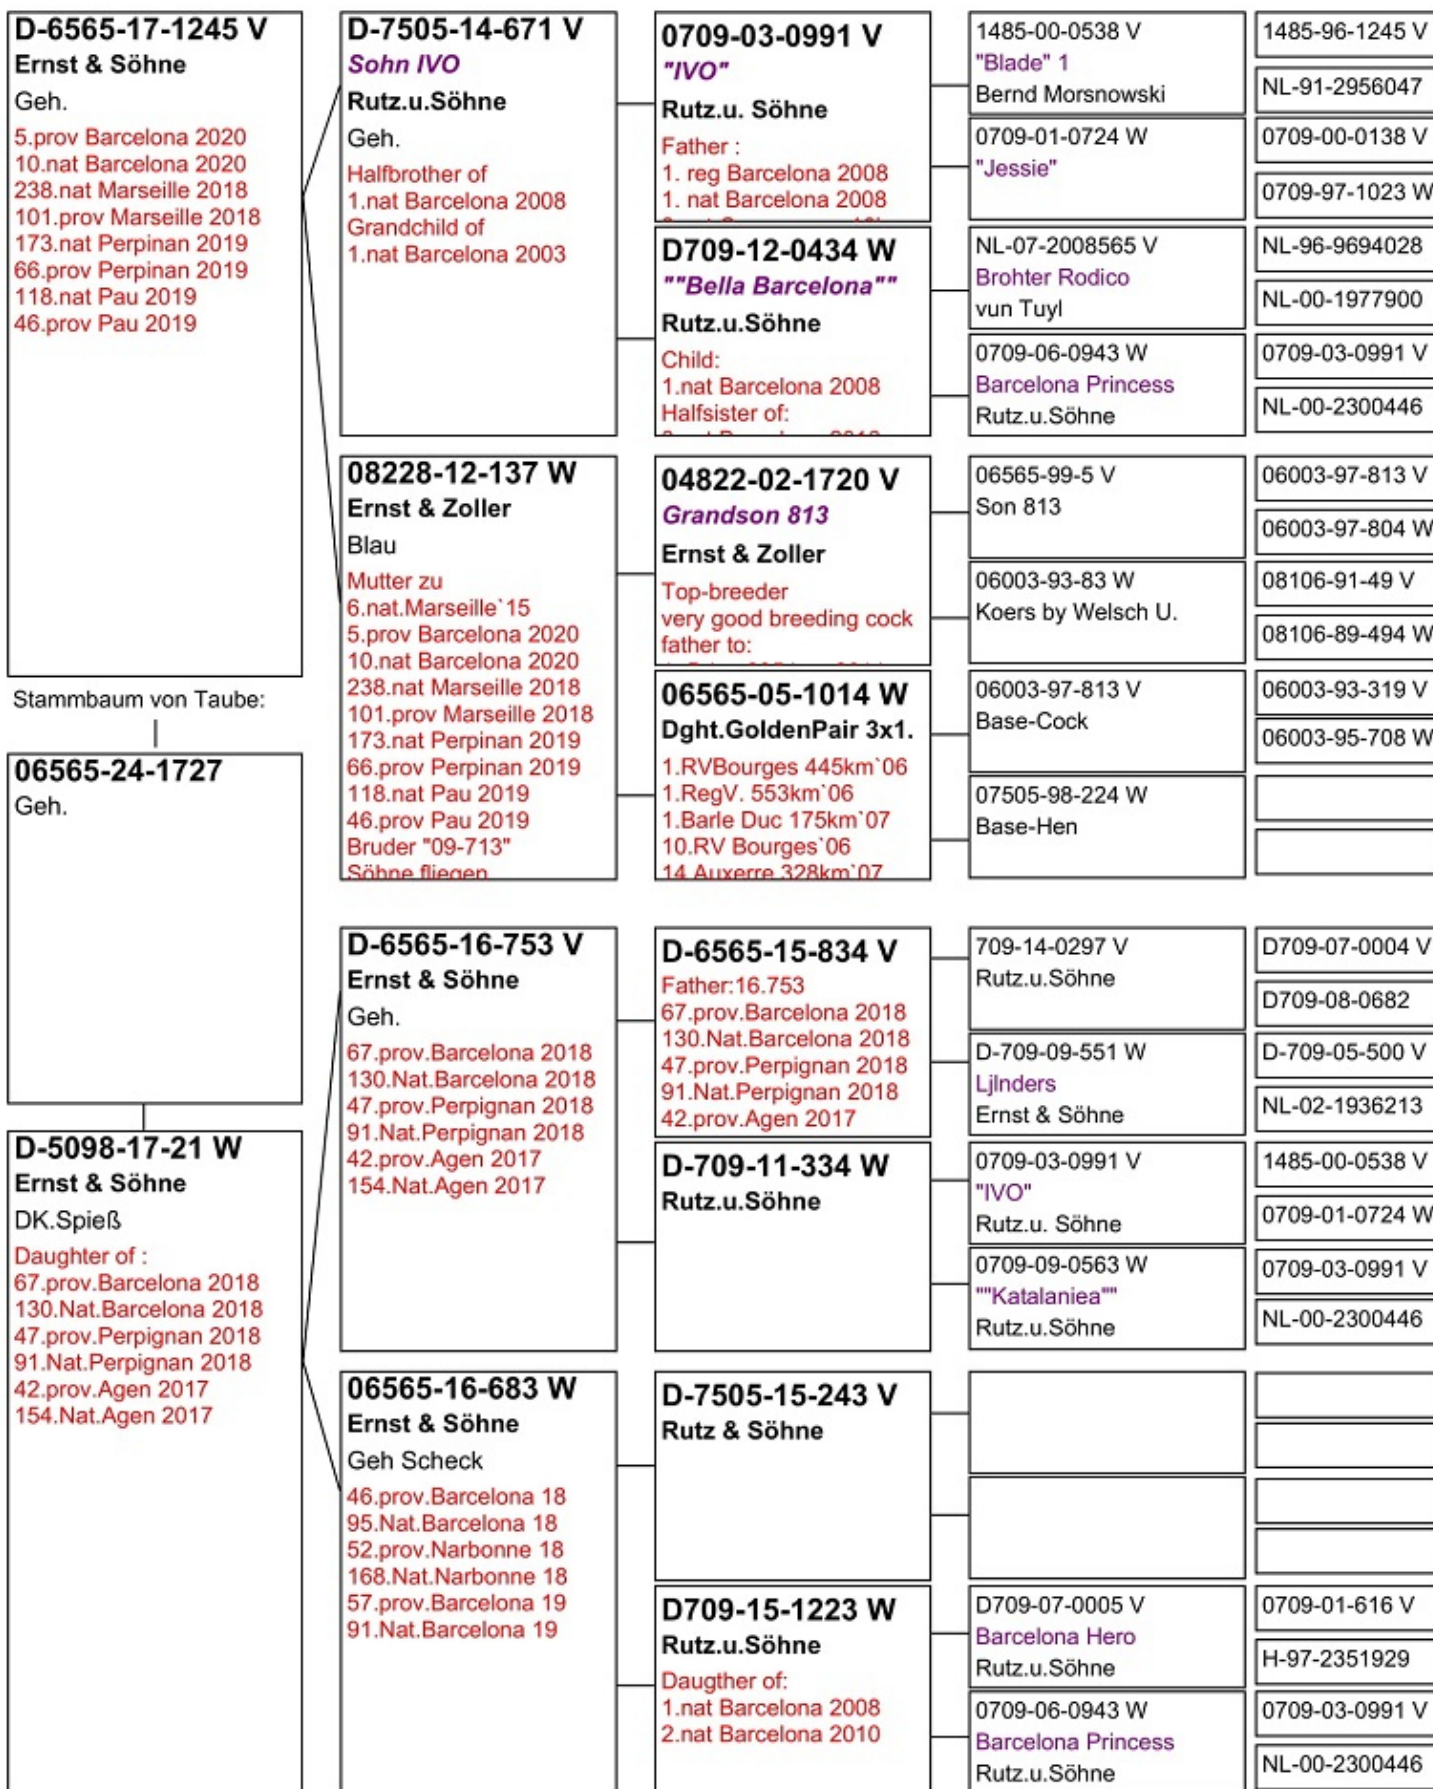 D-6565-17-1245 V
Ernst & Söhne
Geh.
5.prov Barcelona 2020
10.nat Barcelona 2020
238.nat Marseille 2018
101.prov Marseille 2018
173.nat Perpinan 2019
66.prov Perpinan 2019
118.nat Pau 2019
46.prov Pau 2019
Stammbaum von Taube:
06565-24-1727
Geh.
D-5098-17-21 W
Ernst & Söhne
DK.Spieß
Daughter of :
67.prov.Barcelona 2018
130.Nat.Barcelona 2018
47.prov.Perpignan 2018
91.Nat.Perpignan 2018
42.prov.Agen 2017
154.Nat.Agen 2017
D-7505-14-671 V
Sohn IVO
Rutz.u.Söhne
Geh.
Halfbrother of
1.nat Barcelona 2008
Grandchild of
1.nat Barcelona 2003
08228-12-137 W
Ernst & Zoller
Blau
Mutter zu
6.nat.Marseille`15
5.prov Barcelona 2020
10.nat Barcelona 2020
238.nat Marseille 2018
101.prov Marseille 2018
173.nat Perpinan 2019
66.prov Perpinan 2019
118.nat Pau 2019
46.prov Pau 2019
Bruder "09-713"
Söhne fliegen
D-6565-16-753 V
Ernst & Söhne
Geh.
67.prov.Barcelona 2018
130.Nat.Barcelona 2018
47.prov.Perpignan 2018
91.Nat.Perpignan 2018
42.prov.Agen 2017
154.Nat.Agen 2017
06565-16-683 W
Ernst & Söhne
Geh Scheck
46.prov.Barcelona 18
95.Nat.Barcelona 18
52.prov.Narbonne 18
168.Nat.Narbonne 18
57.prov.Barcelona 19
91.Nat.Barcelona 19
0709-03-0991 V
"IVO"
Rutz.u. Söhne
Father :
1. reg Barcelona 2008
1. nat Barcelona 2008
D709-12-0434 W
""Bella Barcelona""
Rutz.u.Söhne
Child:
1.nat Barcelona 2008
Halfsister of:
04822-02-1720 V
Grandson 813
Ernst & Zoller
Top-breeder
very good breeding cock
father to:
06565-05-1014 W
Dght.GoldenPair 3x1.
1.RVBourges 445km`06
1.RegV. 553km`06
1.Barle Duc 175km`07
10.RV Bourges`06
14 Auxerre 328km`07
D-6565-15-834 V
Father:16.753
67.prov.Barcelona 2018
130.Nat.Barcelona 2018
47.prov.Perpignan 2018
91.Nat.Perpignan 2018
42.prov.Agen 2017
D-709-11-334 W
Rutz.u.Söhne
D-7505-15-243 V
Rutz & Söhne
D709-15-1223 W
Rutz.u.Söhne
Daugther of:
1.nat Barcelona 2008
2.nat Barcelona 2010
1485-00-0538 V
"Blade" 1
Bernd Morsnowski
0709-01-0724 W
"Jessie"
NL-07-2008565 V
Brohter Rodico
vun Tuyl
0709-06-0943 W
Barcelona Princess
Rutz.u.Söhne
06565-99-5 V
Son 813
06003-93-83 W
Koers by Welsch U.
06003-97-813 V
Base-Cock
07505-98-224 W
Base-Hen
709-14-0297 V
Rutz.u.Söhne
D-709-09-551 W
Ljlnders
Ernst & Söhne
0709-03-0991 V
"IVO"
Rutz.u. Söhne
0709-09-0563 W
""Katalaniea""
Rutz.u.Söhne
D709-07-0005 V
Barcelona Hero
Rutz.u.Söhne
0709-06-0943 W
Barcelona Princess
Rutz.u.Söhne
1485-96-1245 V
NL-91-2956047
0709-00-0138 V
0709-97-1023 W
NL-96-9694028
NL-00-1977900
0709-03-0991 V
NL-00-2300446
06003-97-813 V
06003-97-804 W
08106-91-49 V
08106-89-494 W
06003-93-319 V
06003-95-708 W
D709-07-0004 V
D709-08-0682
D-709-05-500 V
NL-02-1936213
1485-00-0538 V
0709-01-0724 W
0709-03-0991 V
NL-00-2300446
0709-01-616 V
H-97-2351929
0709-03-0991 V
NL-00-2300446